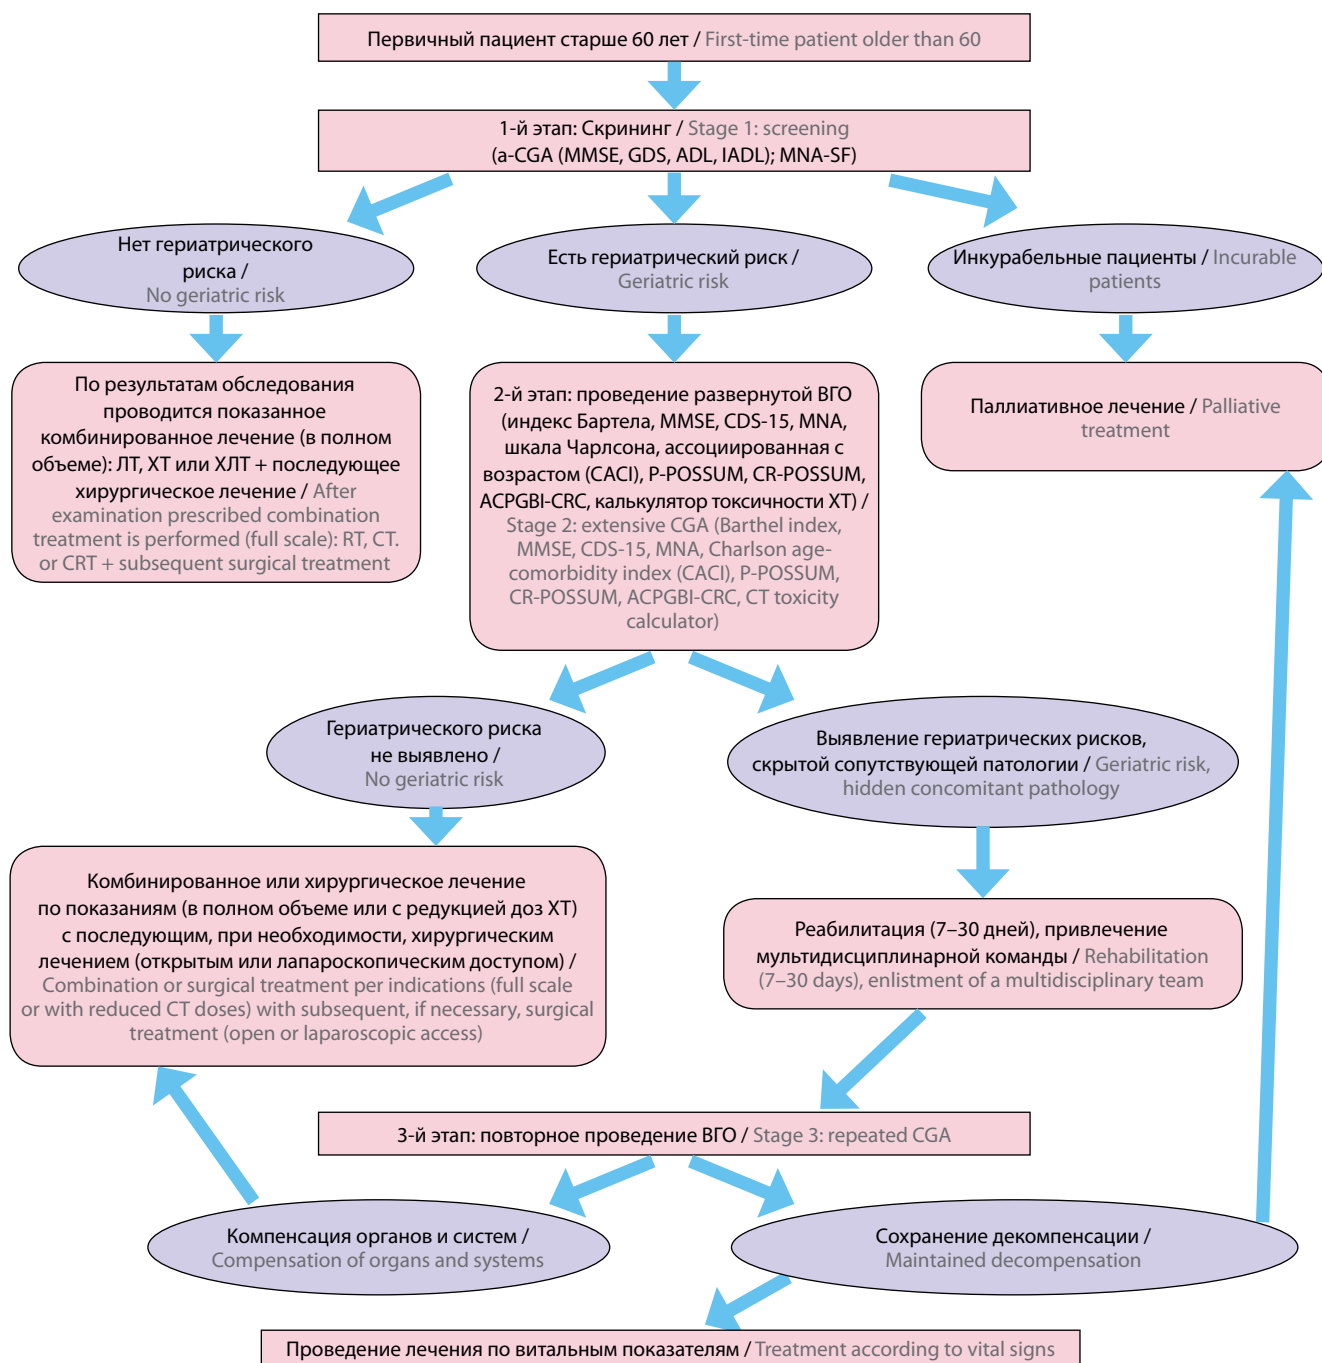 Первичный пациент старше 60 лет / First-time patient older than 60
1-й этап: Скрининг / Stage 1: screening
(a-CGA (MMSE, GDS, ADL, IADL); MNA-SF)
Нет гериатрического
риска /
No geriatric risk
Есть гериатрический риск /
Geriatric risk
Инкурабельные пациенты / Incurable
patients
По результатам обследования
проводится показанное
комбинированное лечение (в полном
объеме): ЛТ, ХТ или ХЛТ + последующее
хирургическое лечение / After
examination prescribed combination
treatment is performed (full scale): RT, CT.
or CRT + subsequent surgical treatment
2-й этап: проведение развернутой ВГО
(индекс Бартела, MMSE, CDS-15, MNA,
шкала Чарлсона, ассоциированная с
возрастом (CACI), P-POSSUM, CR-POSSUM,
ACPGBI-CRC, калькулятор токсичности ХТ) /
Stage 2: extensive CGA (Barthel index,
MMSE, CDS-15, MNA, Charlson age-
comorbidity index (CACI), P-POSSUM,
CR-POSSUM, ACPGBI-CRC, CT toxicity
calculator)
Паллиативное лечение / Palliative
treatment
Гериатрического риска
не выявлено /
No geriatric risk
Выявление гериатрических рисков,
скрытой сопутствующей патологии / Geriatric risk,
hidden concomitant pathology
Комбинированное или хирургическое лечение
по показаниям (в полном объеме или с редукцией доз ХТ)
с последующим, при необходимости, хирургическим
лечением (открытым или лапароскопическим доступом) /
Combination or surgical treatment per indications (full scale
or with reduced CT doses) with subsequent, if necessary, surgical
treatment (open or laparoscopic access)
Реабилитация (7–30 дней), привлечение
мультидисциплинарной команды / Rehabilitation
(7–30 days), enlistment of a multidisciplinary team
3-й этап: повторное проведение ВГО / Stage 3: repeated CGA
Компенсация органов и систем /
Compensation of organs and systems
Сохранение декомпенсации /
Maintained decompensation
Проведение лечения по витальным показателям / Treatment according to vital signs